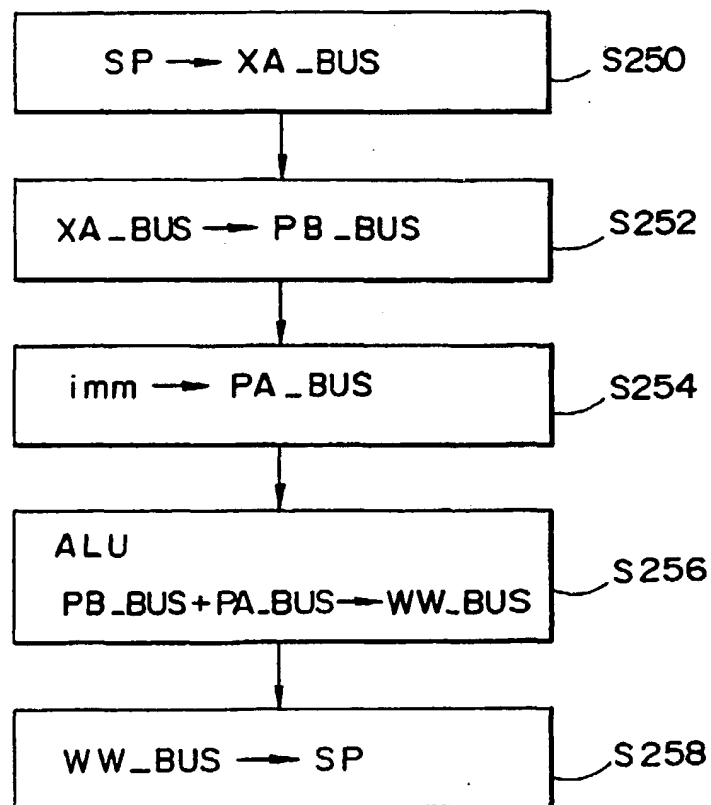 SP → XA_BUS
S250
XA_BUS → PB_BUS
S252
imm → PA_BUS
S254
ALU
PB_BUS+PA_BUS→WW_BUS
S256
WW_BUS → SP
S258